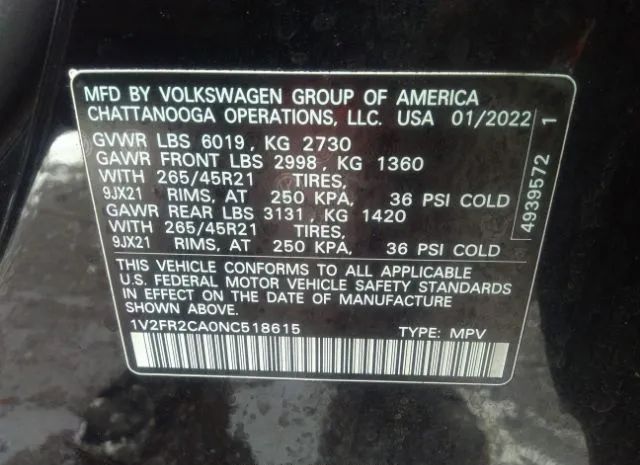 MFD BY VOLKSWAGEN GROUP OF AMERICA
CHATTANOOGA OPERATIONS, LLC. USA 01/2022
GVWR LBS 6019, KG 2730
GAWR FRONT LBS 2998, KG 1360
WITH 265/45R21 TIRES,
9JX21 RIMS, AT 250 KPA, 36 PSI COLD
GAWR REAR LBS 3131, KG 1420
WITH 265/45R21 TIRES,
9JX21 RIMS, AT 250 KPA, 36 PSI COLD
THIS VEHICLE CONFORMS TO ALL APPLICABLE
U.S. FEDERAL MOTOR VEHICLE SAFETY STANDARDS
IN EFFECT ON THE DATE OF MANUFACTURE
SHOWN ABOVE.
1V2FR2CA0NC518615 TYPE: MPV
4939572 1